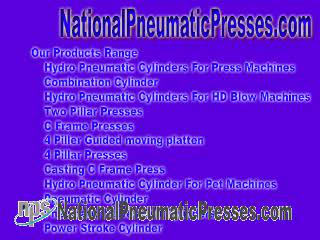 NationalPneumaticPresses.com
Our Products Range
Hydro Pneumatic Cylinders For Press Machines
Combination Cylinder
Hydro Pneumatic Cylinders For HD Blow Machines
Two Pillar Presses
C Frame Presses
4 Piller Guided moving platten
4 Pillar Presses
Casting C Frame Press
Hydro Pneumatic Cylinder For Pet Machines
Pneumatic Cylinder
NationalPneumaticPresses.com
Power Stroke Cylinder